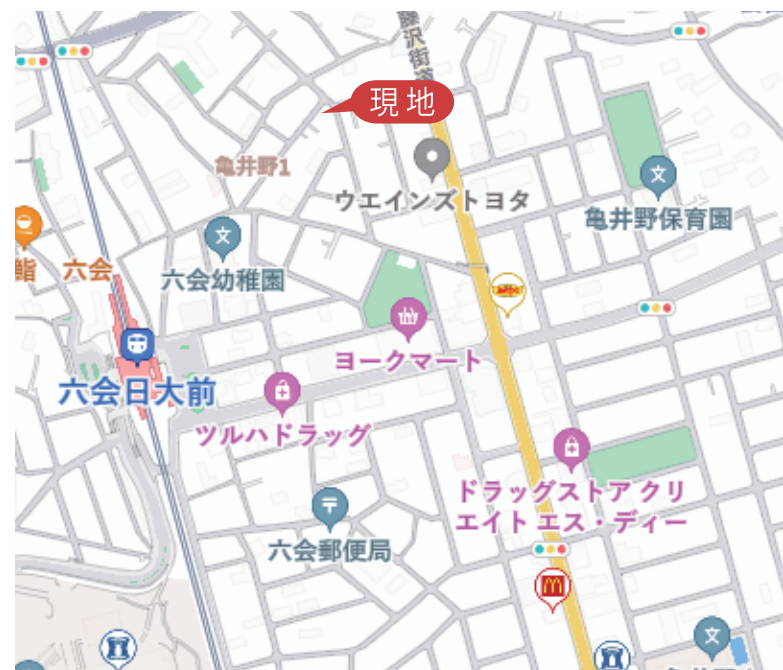 藤沢街道
現地
亀井野1
ウエインズトヨタ
亀井野保育園
六会幼稚園
六会
鮨
ヨークマート
六会日大前
ツルハドラッグ
ドラッグストア クリ
エイト エス・ディー
六会郵便局